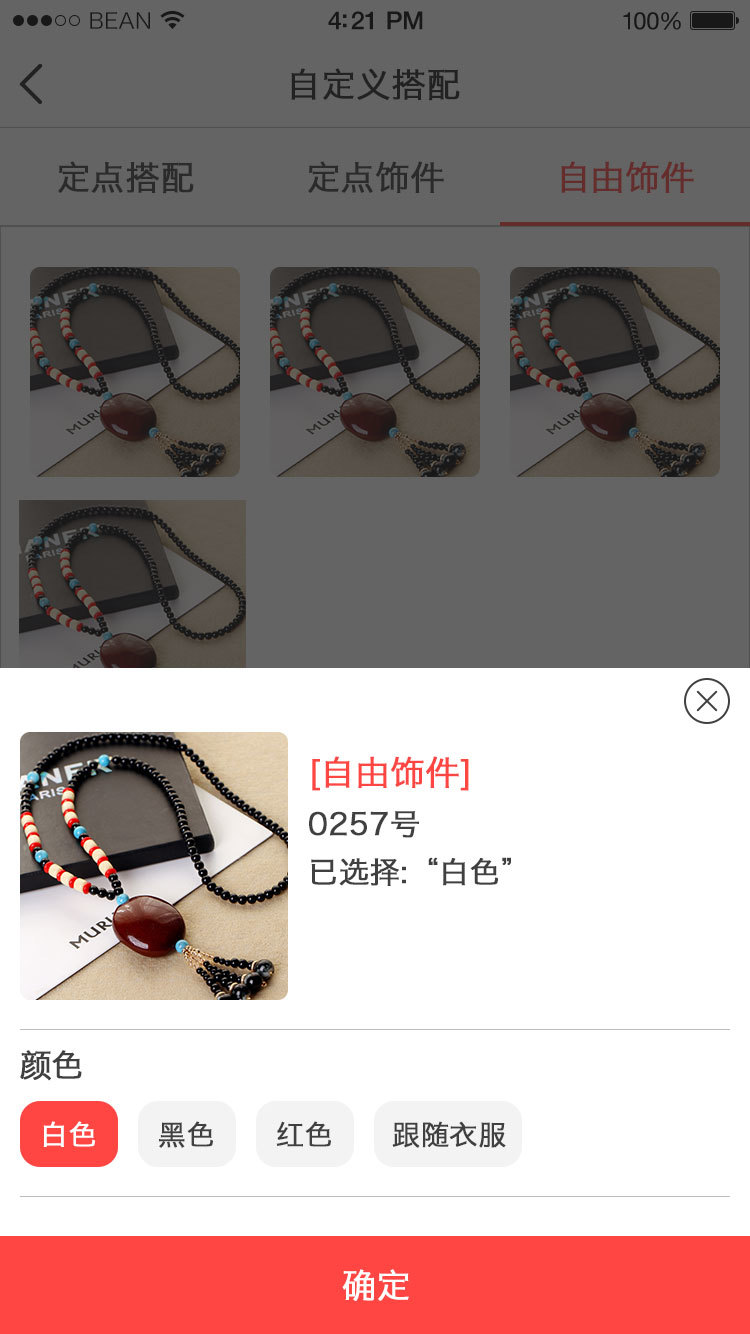 BEAN 4:21 PM 100%
自定义搭配
定点搭配 定点饰件 自由饰件
[自由饰件]
0257号
已选择: “白色”
MURI
颜色
白色 黑色 红色 跟随衣服
确定